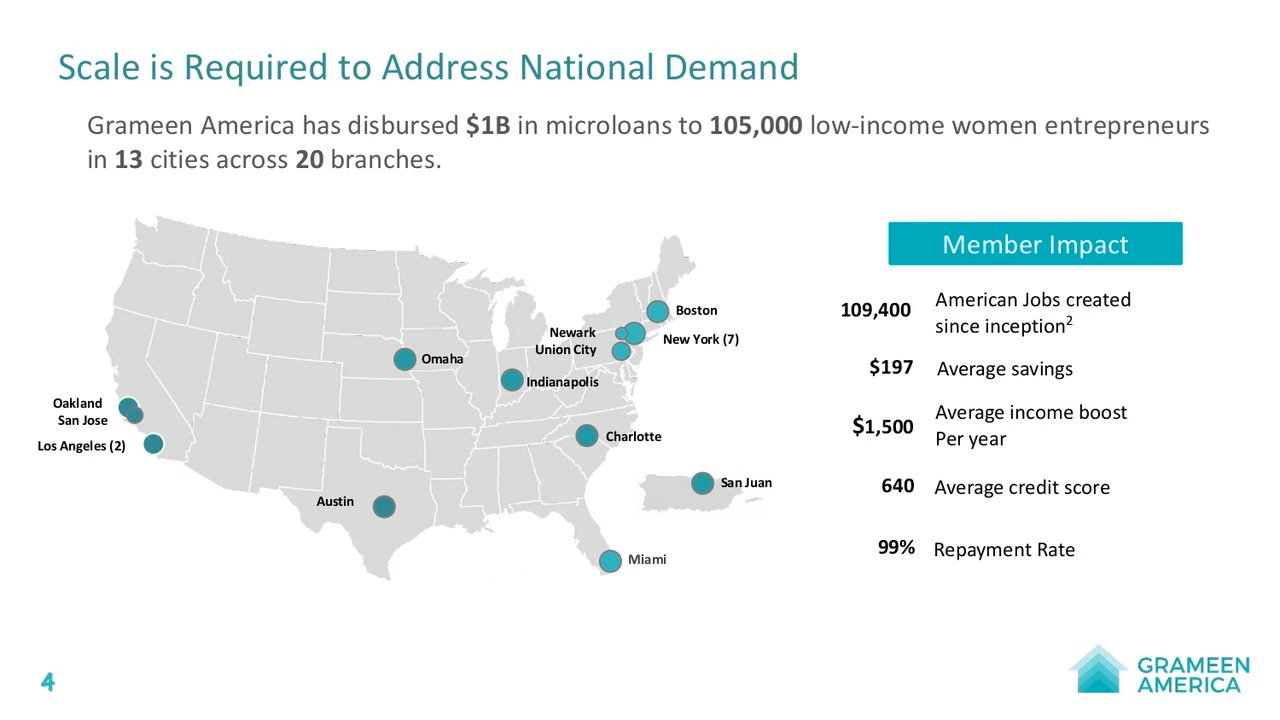 Scale is Required to Address National Demand
Grameen America has disbursed $1B in microloans to 105,000 low-income women entrepreneurs
in 13 cities across 20 branches.
Boston
Newark
Union City
New York (7)
Omaha
Indianapolis
Oakland
San Jose
Los Angeles (2)
Charlotte
Austin
San Juan
Miami
Member Impact
109,400 American Jobs created
since inception2
$197 Average savings
$1,500 Average income boost
Per year
640 Average credit score
99% Repayment Rate
4
GRAMEEN
AMERICA